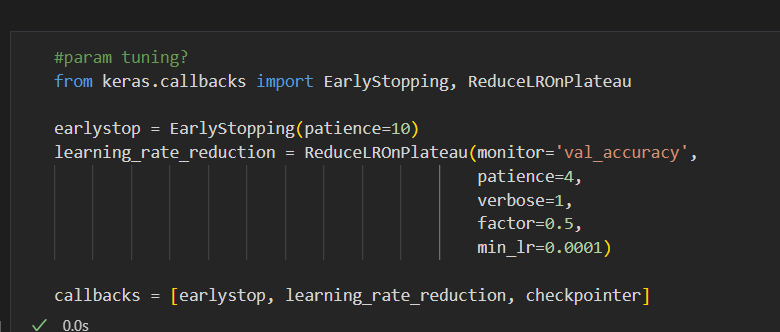 #param tuning?
from keras.callbacks import EarlyStopping, ReduceLROnPlateau
earlystop = EarlyStopping(patience=10)
learning_rate_reduction = ReduceLROnPlateau(monitor='val_accuracy',
patience=4,
verbose=1,
factor=0.5,
min_lr=0.0001)
callbacks = [earlystop, learning_rate_reduction, checkpointer]
0.0s